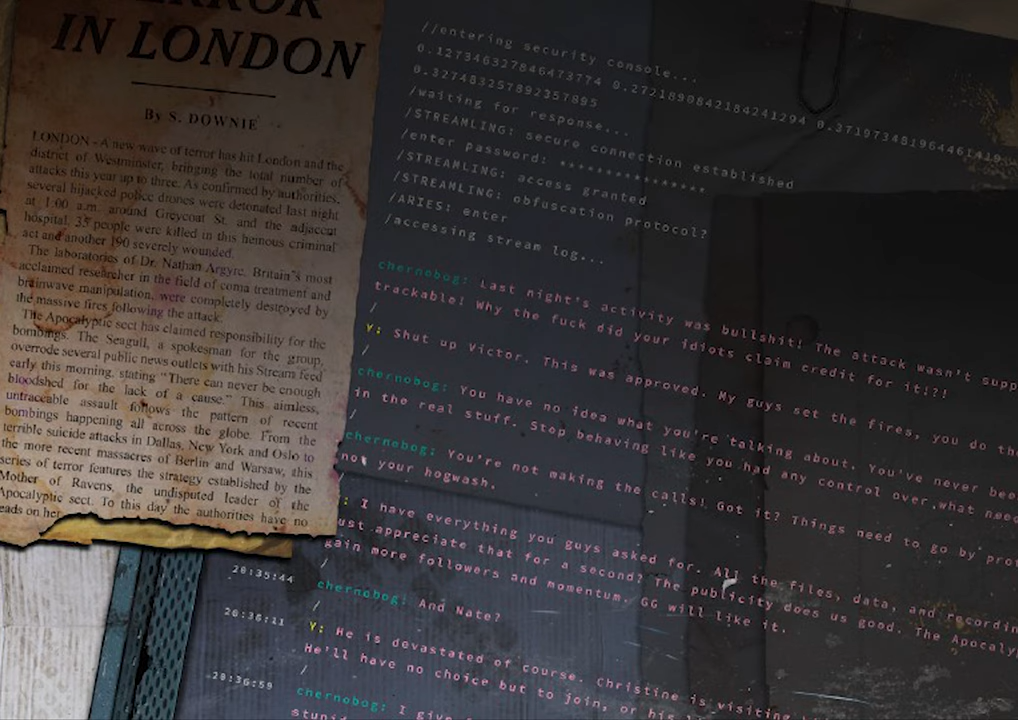 TERROR
IN LONDON
By S. DOWNIE
LONDON - A new wave of terror has hit London and the
district of Westminster, bringing the total number of
attacks this year up to three. As confirmed by authorities,
several hijacked police drones were detonated last night
at 1:00 a.m. around Greycoat St. and the adjacent
hospital. 35 people were killed in this heinous criminal
act and another 190 severely wounded.
The laboratories of Dr. Nathan Argyre, Britain's most
acclaimed researcher in the field of coma treatment and
brainwave manipulation, were completely destroyed by
the massive fires following the attack.
The Apocalyptic sect has claimed responsibility for the
bombings. The Seagull, a spokesman for the group,
overrode several public news outlets with his Stream feed
early this morning, stating "There can never be enough
bloodshed for the lack of a cause." This aimless,
untraceable assault follows the pattern of recent
bombings happening all across the globe. From the
terrible suicide attacks in Dallas, New York and Oslo to
the more recent massacres of Berlin and Warsaw, this
series of terror features the strategy established by the
Mother of Ravens, the undisputed leader of the
Apocalyptic sect. To this day the authorities have no
leads on her
//entering security console...
0.127346327846473774 0.2721890842184241294 0.371973481964461419
0.327483257892357895
/waiting for response...
/STREAMLING: secure connection established
/enter password: ***************
/STREAMLING: access granted
/STREAMLING: obfuscation protocol?
/ARIES: enter
/accessing stream log...
chernobog: Last night's activity was bullshit! The attack wasn't supp
trackable! Why the fuck did your idiots claim credit for it!?!
/
V: Shut up Victor. This was approved. My guys set the fires, you do the
/
chernobog: You have no idea what you're talking about. You've never bee
in the real stuff. Stop behaving like you had any control over what nee
/
chernobog: You're not making the calls! Got it? Things need to go by pro
not your hogwash.
: I have everything you guys asked for. All the files, data, and recordin
ust appreciate that for a second? The publicity does us good. The Apocaly
gain more followers and momentum. GG will like it.
/
20:35:44 chernobog: And Nate?
/
20:36:11 V: He is devastated of course. Christine is visiting
He'll have no choice but to join, or his
/
20:36:59 chernobog: I give
stupid